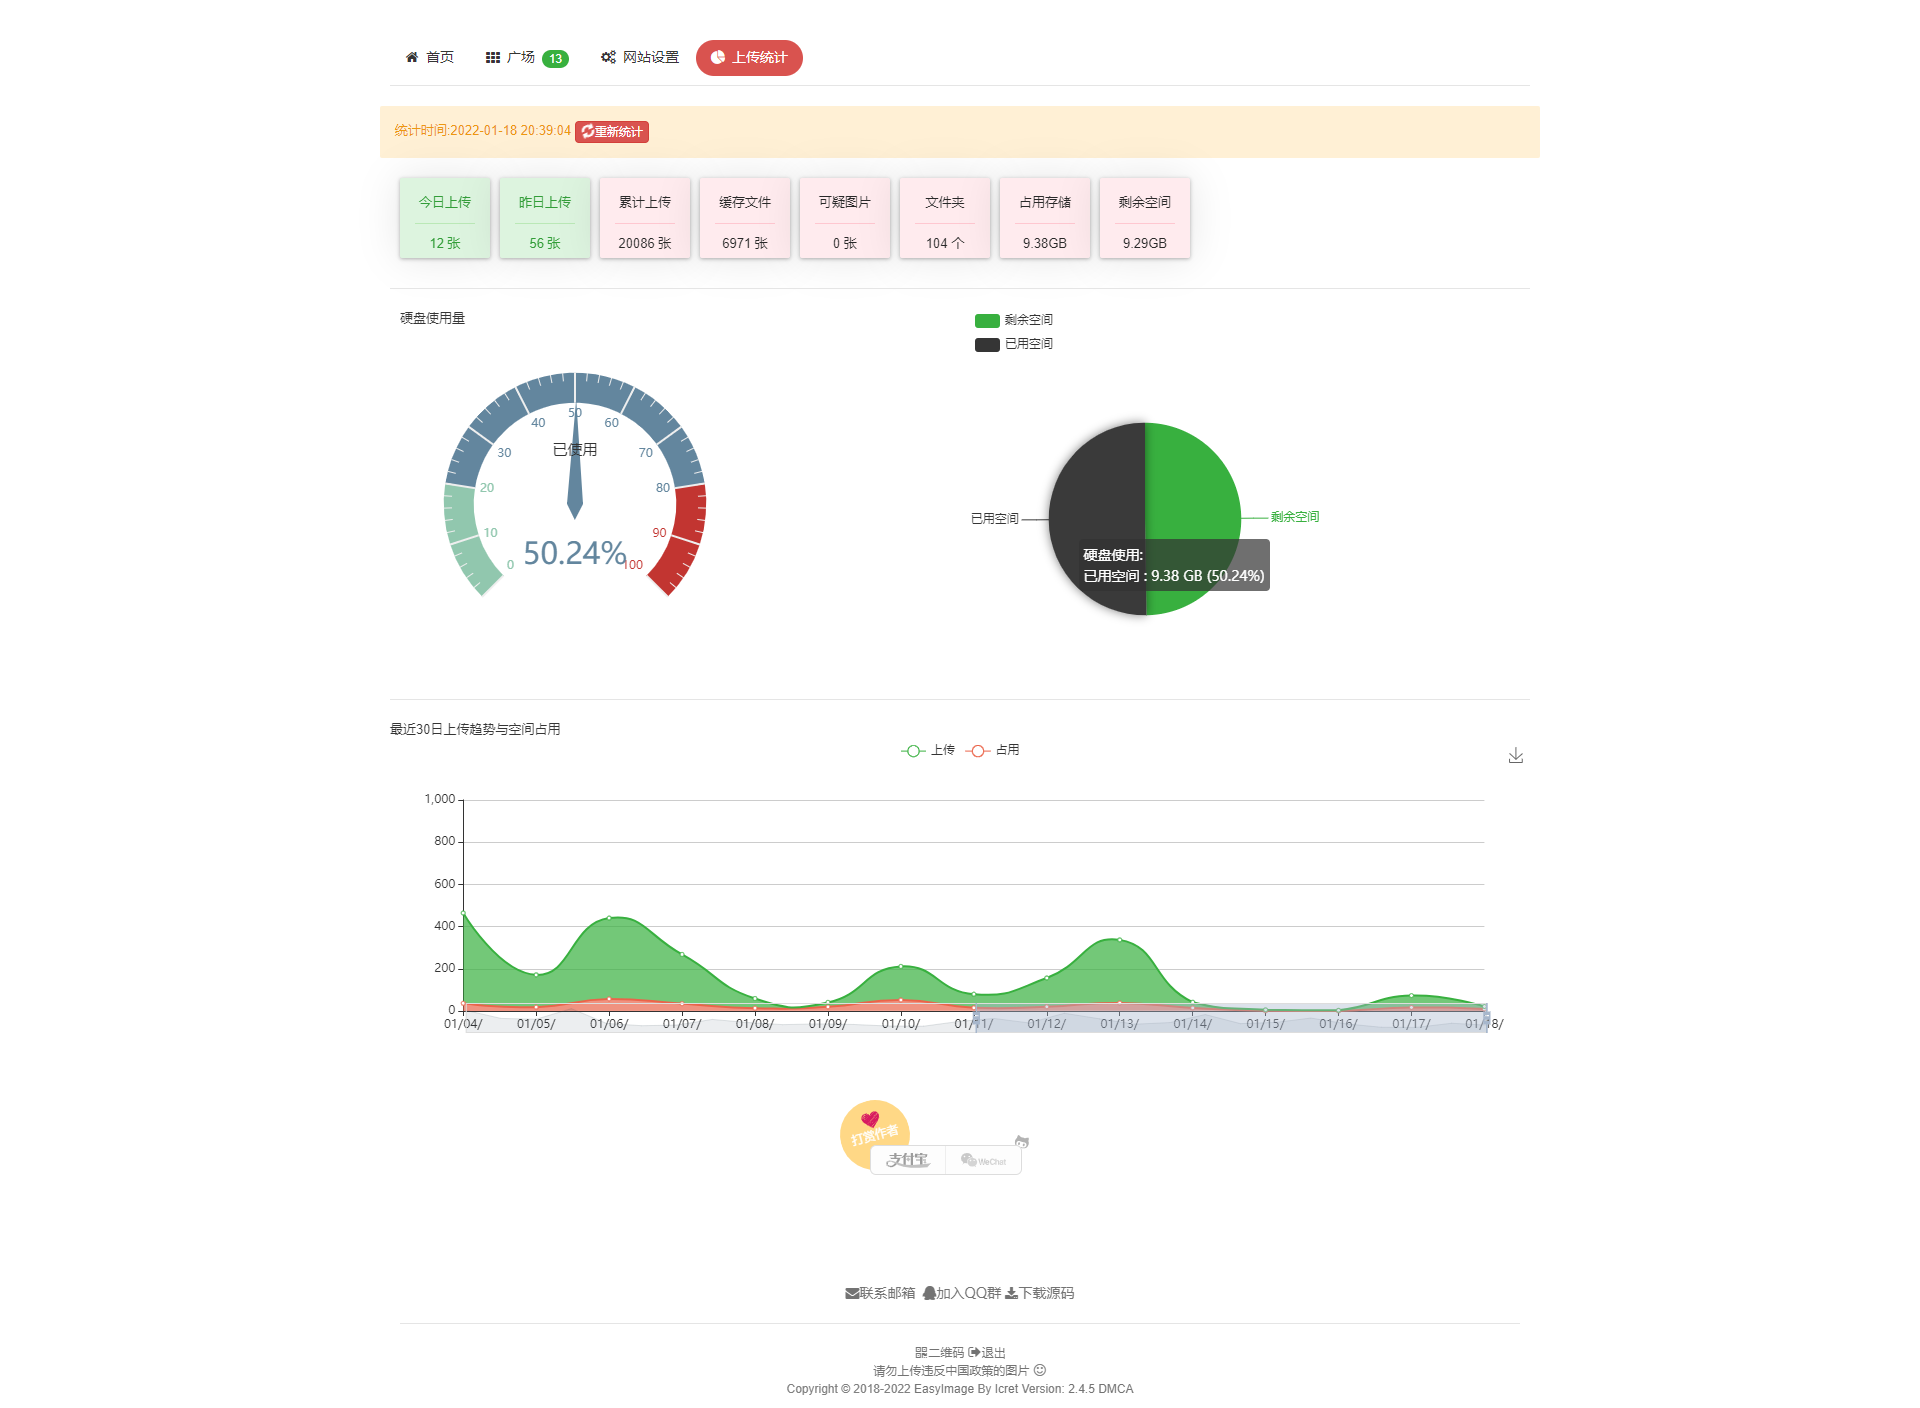 首页 广场 13 网站设置 上传统计
统计时间:2022-01-18 20:39:04 重新统计
今日上传 昨日上传 累计上传 缓存文件 可疑图片 文件夹 占用存储 剩余空间
12 张 56 张 20086 张 6971 张 0 张 104 个 9.38GB 9.29GB
硬盘使用量
0
10
20
30
40
50
60
70
80
90
100
已使用
50.24%
剩余空间
已用空间
已用空间
剩余空间
硬盘使用:
已用空间 : 9.38 GB (50.24%)
最近30日上传趋势与空间占用
上传 占用
1,000
800
600
400
200
0
01/04/ 01/05/ 01/06/ 01/07/ 01/08/ 01/09/ 01/10/ 01/11/ 01/12/ 01/13/ 01/14/ 01/15/ 01/16/ 01/17/ 01/18/
打赏作者
支付宝 WeChat
联系邮箱 加入QQ群 下载源码
二维码 退出
请勿上传违反中国政策的图片
Copyright © 2018-2022 EasyImage By Icret Version: 2.4.5 DMCA